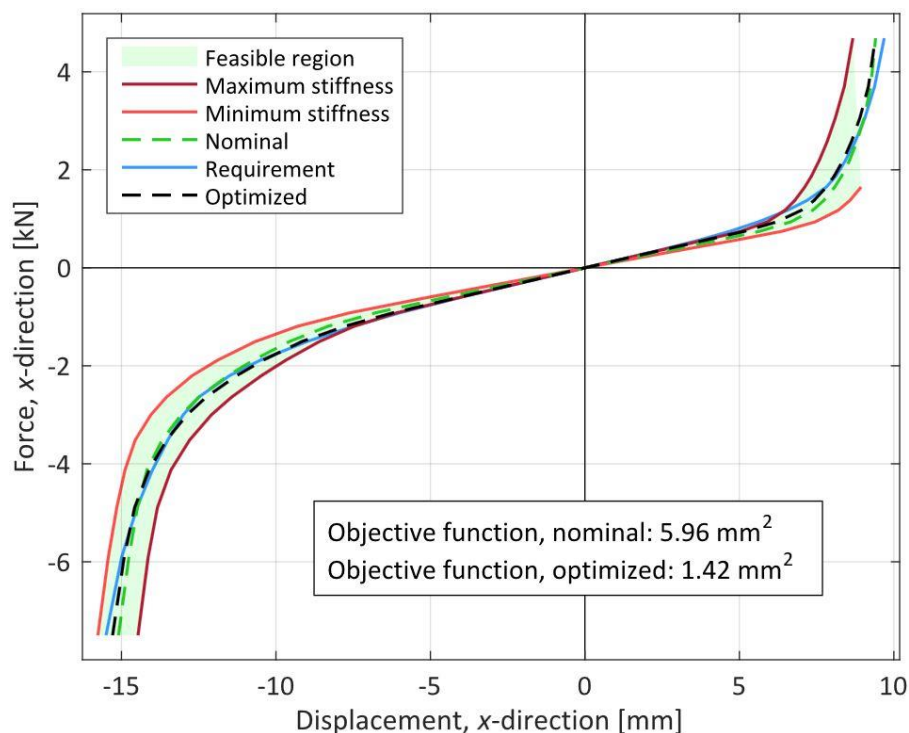 Feasible region
Maximum stiffness
Minimum stiffness
Nominal
Requirement
Optimized
4
2
0
-2
-4
-6
Force, x-direction [kN]
Objective function, nominal: 5.96 mm²
Objective function, optimized: 1.42 mm²
-15 -10 -5 0 5 10
Displacement, x-direction [mm]